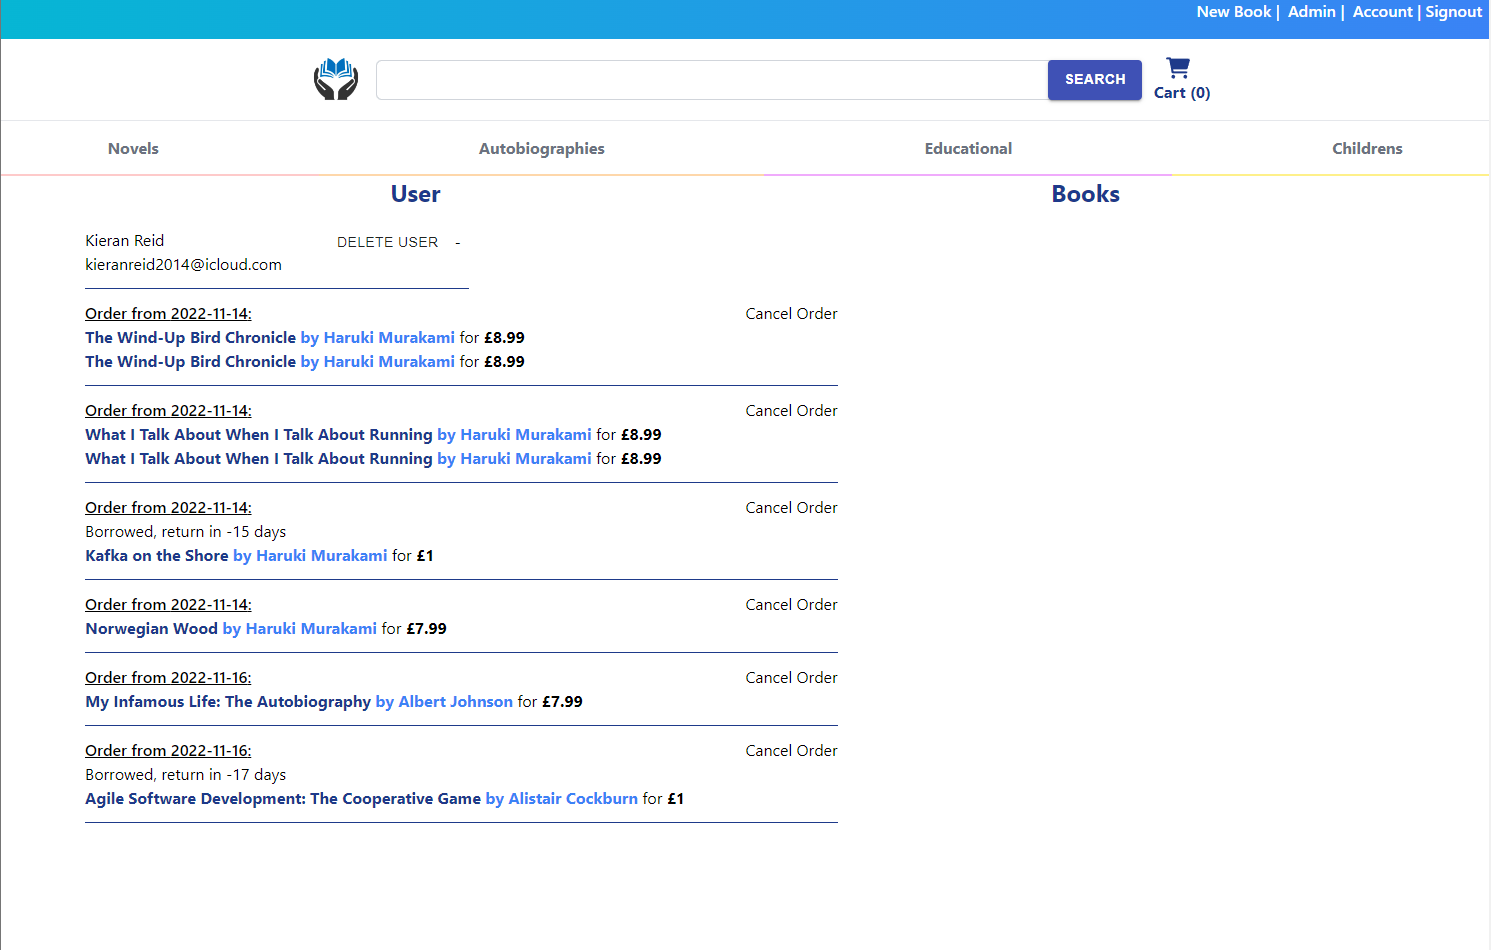 New Book | Admin | Account | Signout
SEARCH
Cart (0)
Novels Autobiographies Educational Childrens
User Books
Kieran Reid DELETE USER -
kieranreid2014@icloud.com
Order from 2022-11-14: Cancel Order
The Wind-Up Bird Chronicle by Haruki Murakami for £8.99
The Wind-Up Bird Chronicle by Haruki Murakami for £8.99
Order from 2022-11-14: Cancel Order
What I Talk About When I Talk About Running by Haruki Murakami for £8.99
What I Talk About When I Talk About Running by Haruki Murakami for £8.99
Order from 2022-11-14: Cancel Order
Borrowed, return in -15 days
Kafka on the Shore by Haruki Murakami for £1
Order from 2022-11-14: Cancel Order
Norwegian Wood by Haruki Murakami for £7.99
Order from 2022-11-16: Cancel Order
My Infamous Life: The Autobiography by Albert Johnson for £7.99
Order from 2022-11-16: Cancel Order
Borrowed, return in -17 days
Agile Software Development: The Cooperative Game by Alistair Cockburn for £1